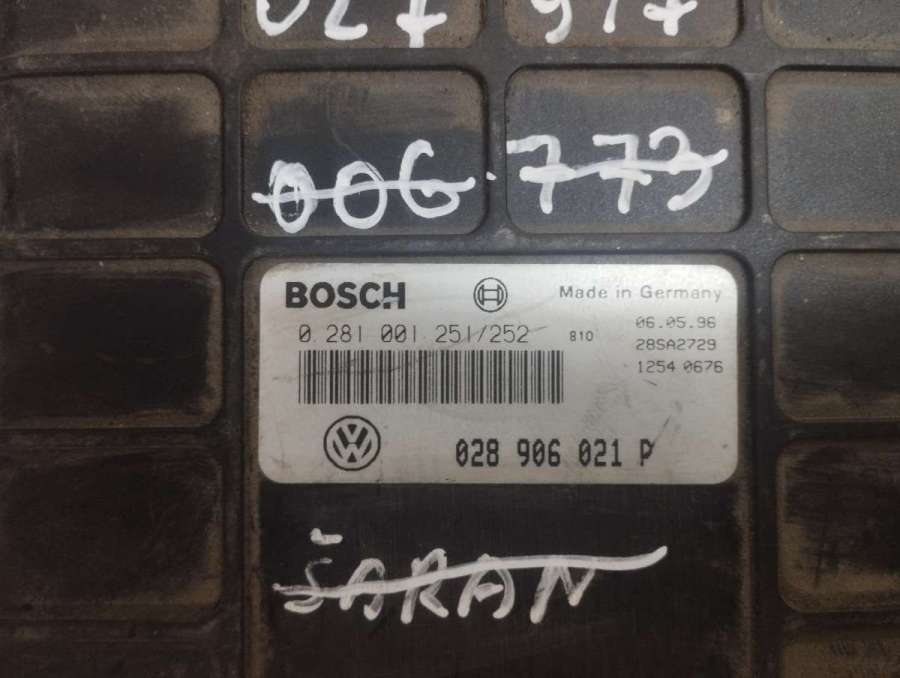 006 773
BOSCH Made in Germany
0 281 001 251/252 810 06.05.96
28SA2729
1254 0676
028 906 021 P
ŠARAN